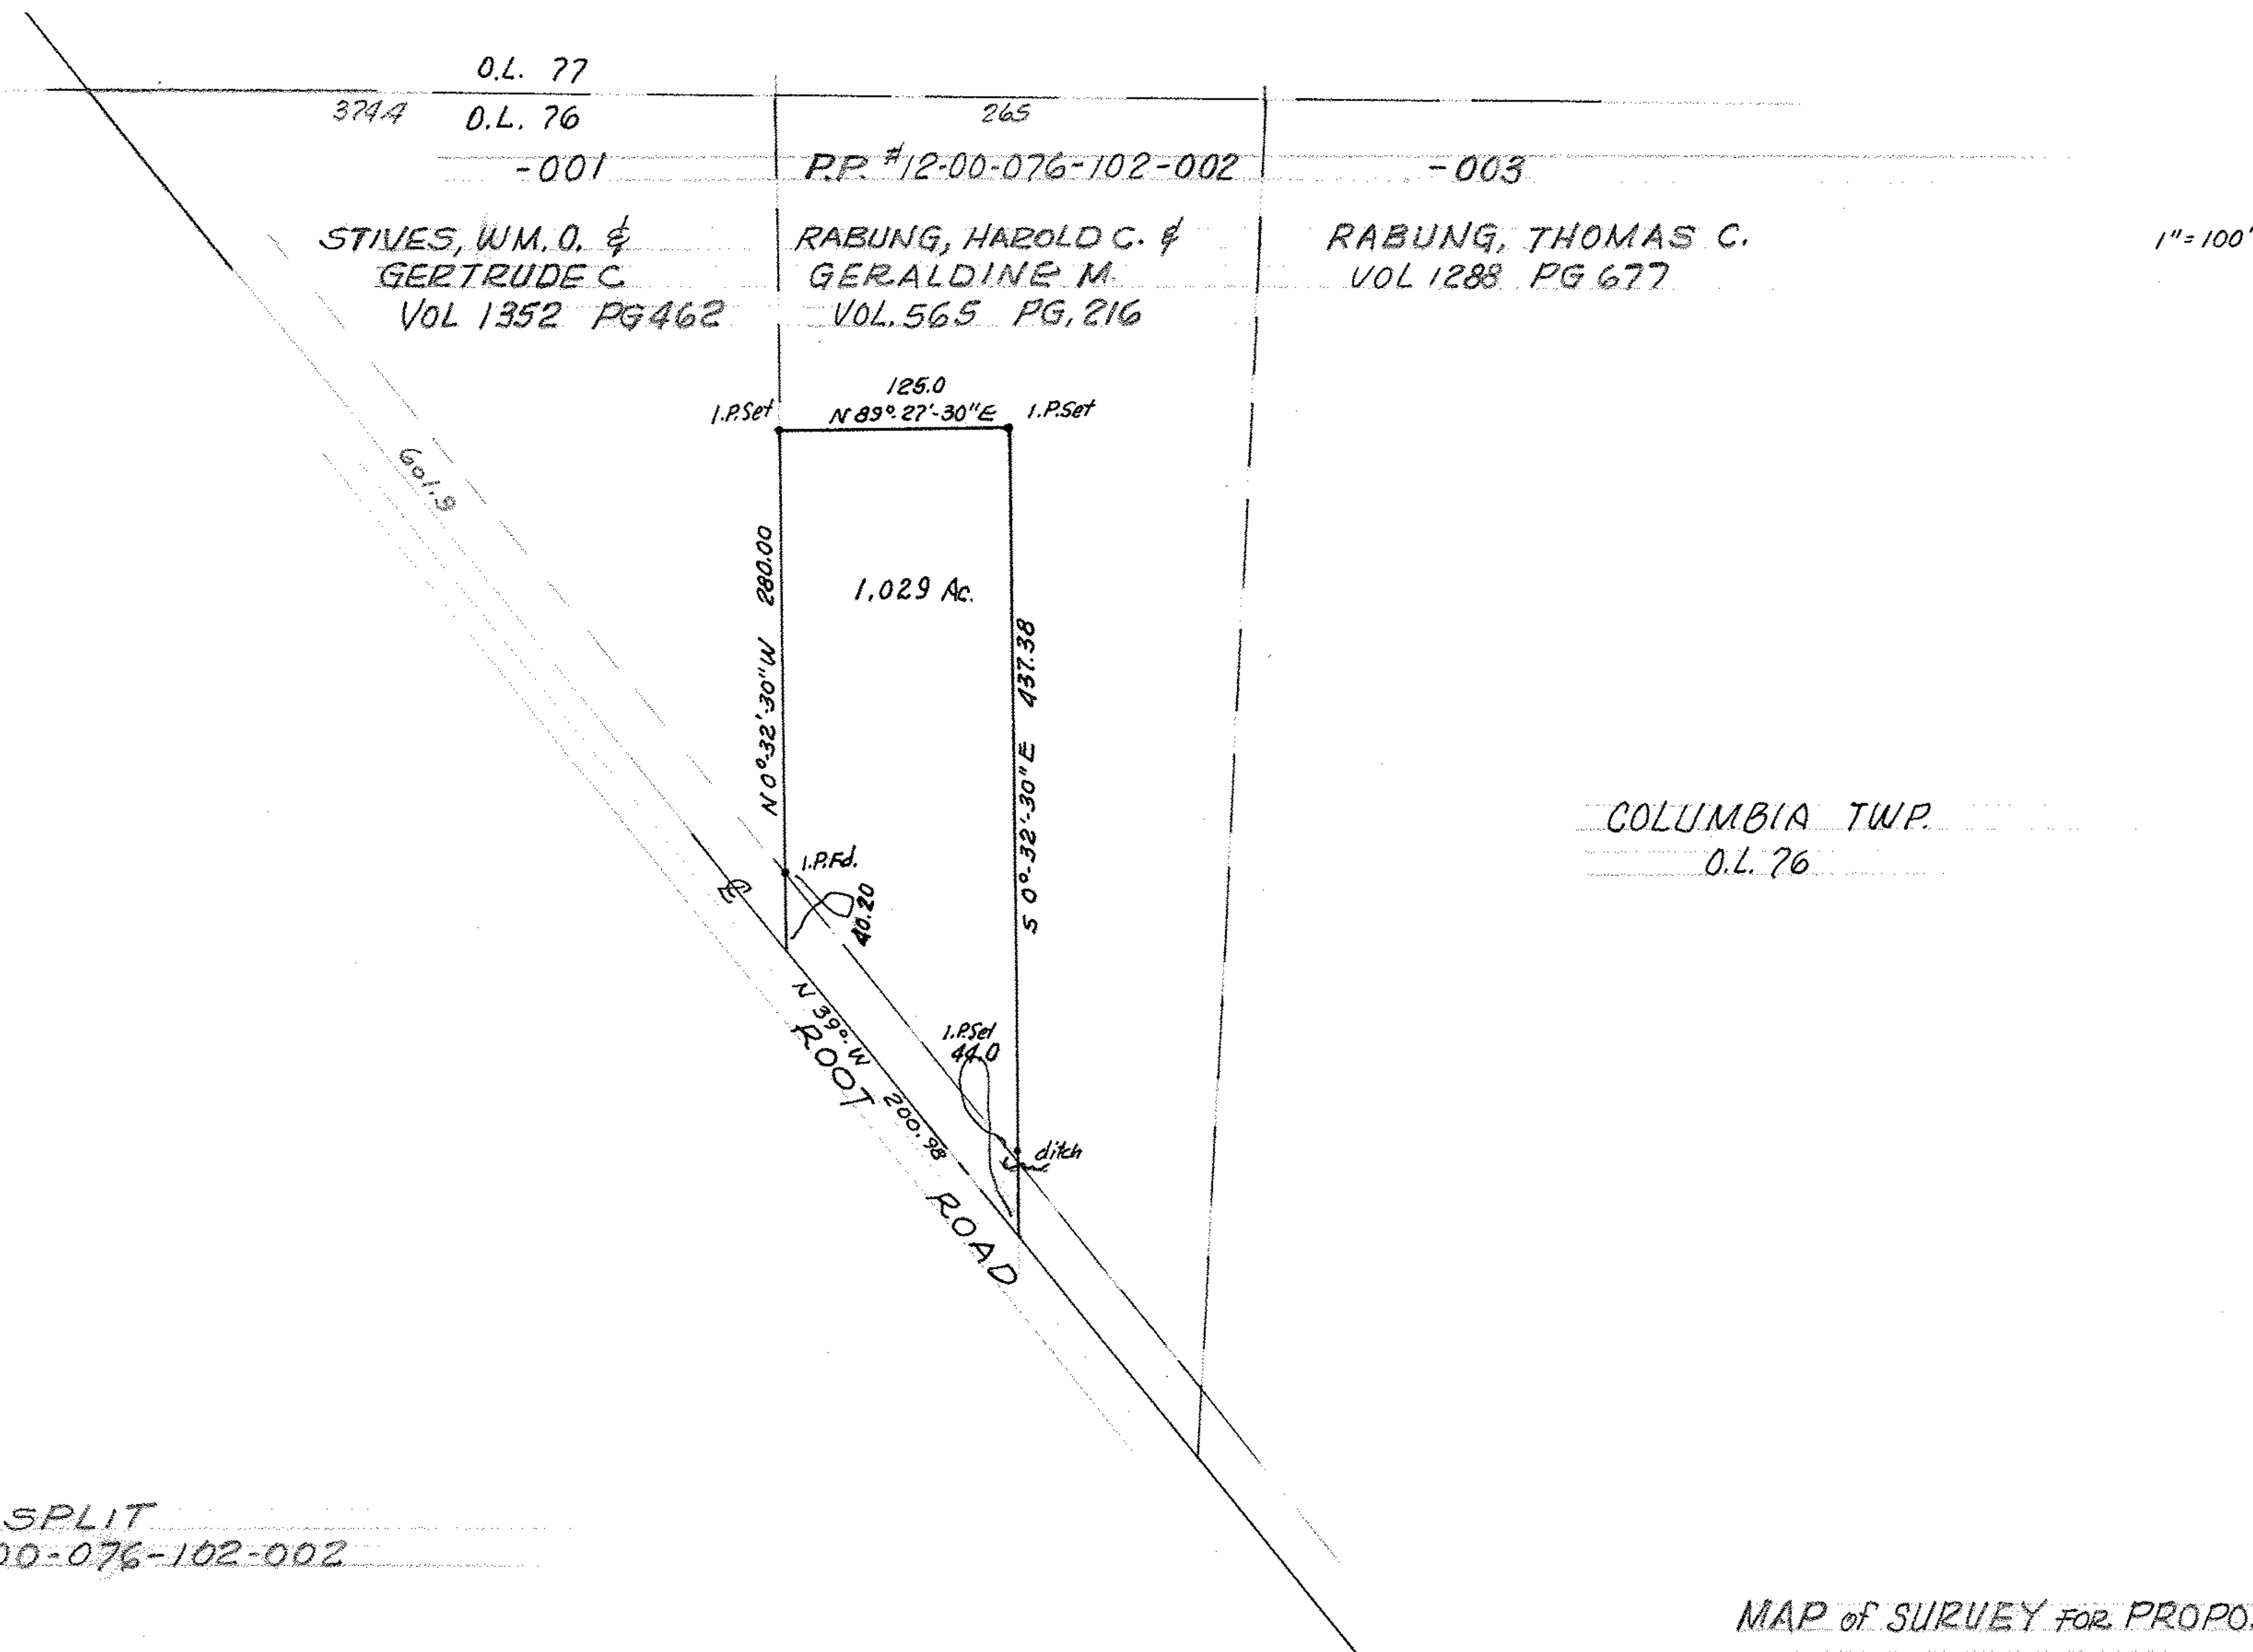 O.L. 77
374.4 O.L. 76
265
-001
P.P. #12-00-076-102-002
-003
STIVES, WM. O. &
GERTRUDE C.
VOL 1352 PG 462
RABUNG, HAROLD C. &
GERALDINE M.
VOL. 565 PG. 216
RABUNG, THOMAS C.
VOL 1288 PG 677
1"=100'
125.0
I.P.Set
N 89°-27'-30"E
I.P.Set
601.9
N 0°-32'-30"W 280.00
1.029 Ac.
S 0°-32'-30"E 437.38
COLUMBIA TWP.
O.L. 76
I.P.Fd.
40.20
℄
N 39° W 200.98
ROOT ROAD
I.P.Set
44.0
ditch
SPLIT
00-076-102-002
MAP of SURVEY FOR PROPO